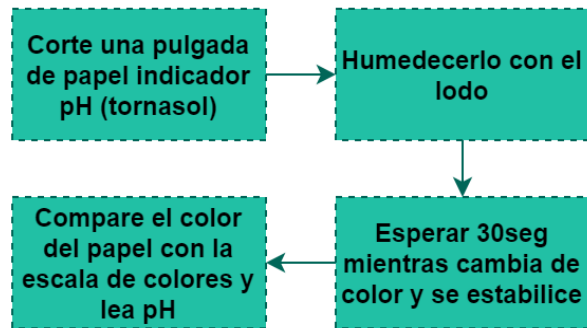 Corte una pulgada
de papel indicador
pH (tornasol)
Humedecerlo con el
lodo
Esperar 30seg
mientras cambia de
color y se estabilice
Compare el color
del papel con la
escala de colores y
lea pH